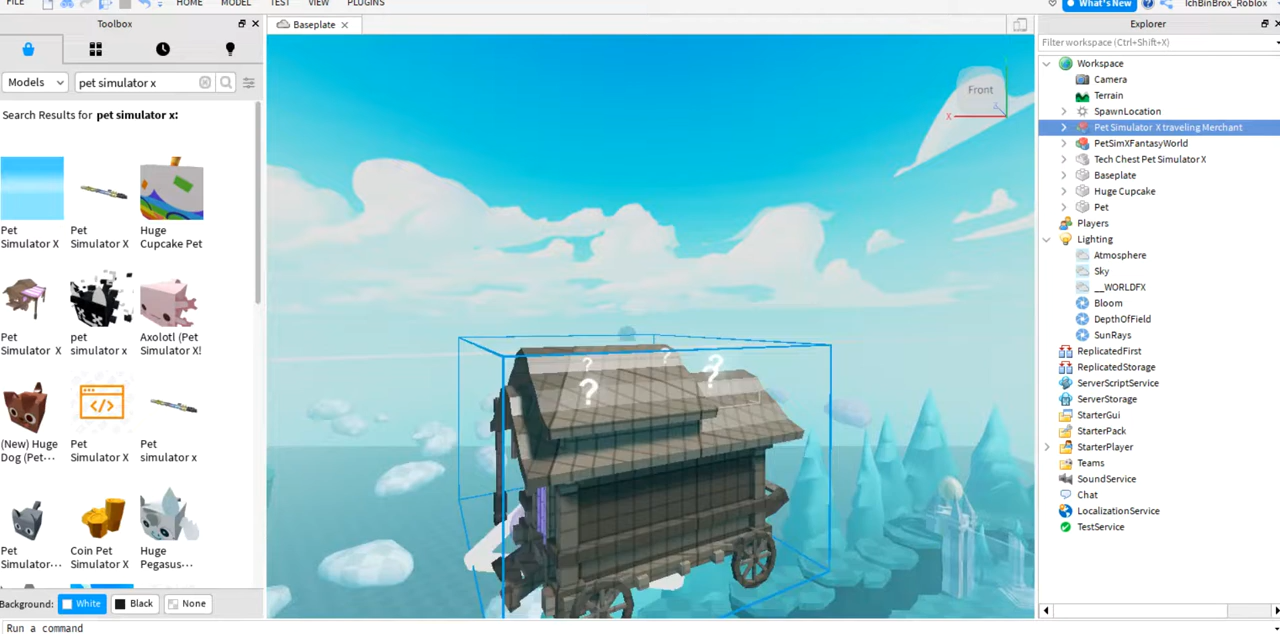 FILE
HOME
MODEL
TEST
VIEW
PLUGINS
What's New
IchBinBrox_Roblox
Toolbox
Baseplate
Explorer
Models
pet simulator x
Filter workspace (Ctrl+Shift+X)
Search Results for pet simulator x:
Pet
Simulator X
Pet
Simulator X
Huge
Cupcake Pet
Pet
Simulator X
pet
simulator x
Axolotl (Pet
Simulator X!
(New) Huge
Dog (Pet-…
Pet
Simulator X
Pet
simulator x
Pet
Simulator…
Coin Pet
Simulator X
Huge
Pegasus…
Background:
White
Black
None
Run a command
Front
X
?
?
?
?
Workspace
Camera
Terrain
SpawnLocation
Pet Simulator X traveling Merchant
PetSimXFantasyWorld
Tech Chest Pet Simulator X
Baseplate
Huge Cupcake
Pet
Players
Lighting
Atmosphere
Sky
__WORLDFX
Bloom
DepthOfField
SunRays
ReplicatedFirst
ReplicatedStorage
ServerScriptService
ServerStorage
StarterGui
StarterPack
StarterPlayer
Teams
SoundService
Chat
LocalizationService
TestService